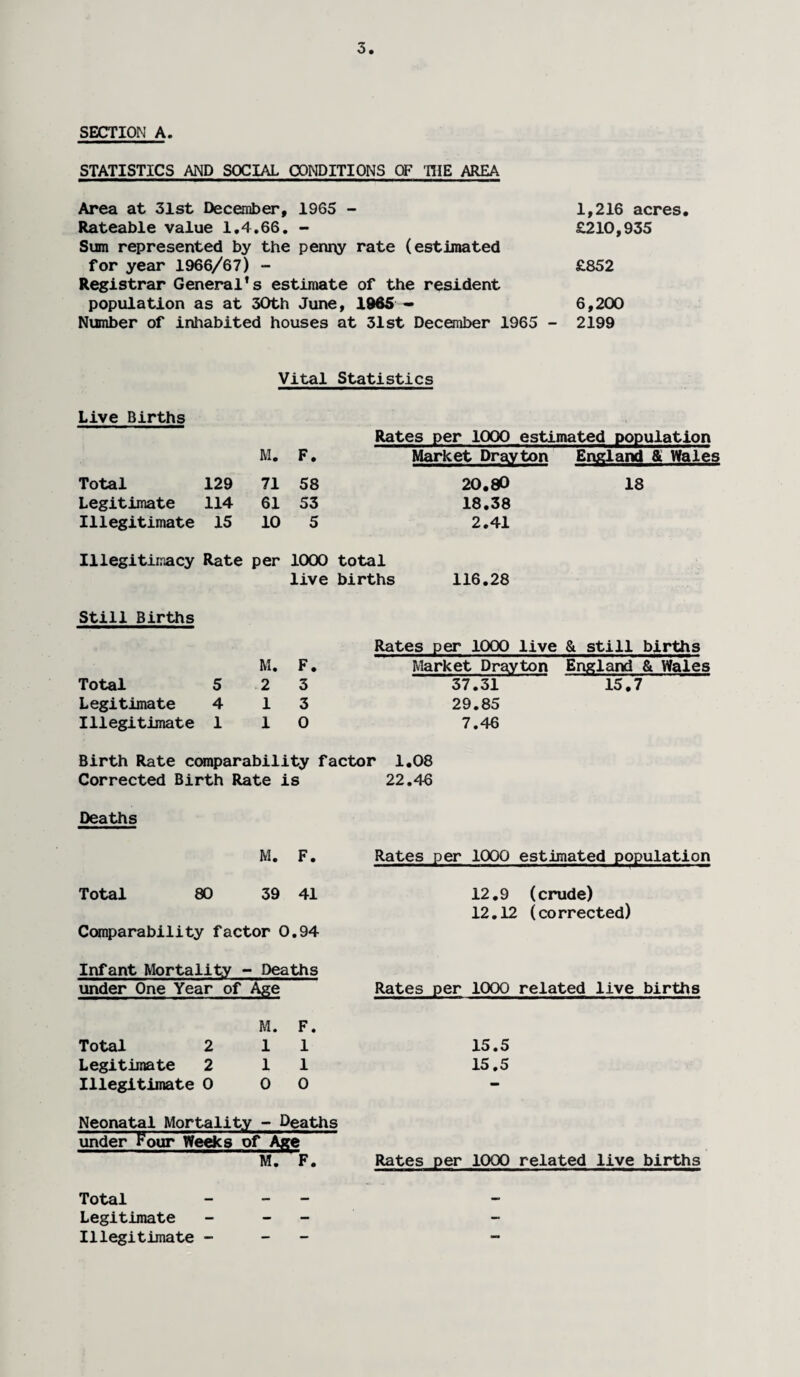 3.
SECTION A.
STATISTICS AND SOCIAL CONDITIONS OF THE AREA
Area at 31st December, 1965 - 1,216 acres.
Rateable value 1.4.66. - £210,935
Sum represented by the penny rate (estimated
for year 1966/67) - £852
Registrar General's estimate of the resident
population as at 30th June, 1965 - 6,200
Number of inhabited houses at 31st December 1965 - 2199
Vital Statistics
Live Births
Rates per 1000 estimated population
M. F. Market Drayton England & Wales
Total 129 71 58 20.80 18
Legitimate 114 61 53 18.38
Illegitimate 15 10 5 2.41
Illegitimacy Rate per 1000 total
live births 116.28
Still Births
Rates per 1000 live & still births
M. F. Market Drayton England & Wales
Total 5 2 3 37.31 15.7
Legitimate 4 1 3 29.85
Illegitimate 1 1 0 7.46
Birth Rate comparability factor 1.08
Corrected Birth Rate is 22.46
Deaths
M. F. Rates per 1000 estimated population
Total 80 39 41 12.9 (crude)
12.12 (corrected)
Comparability factor 0.94
Infant Mortality - Deaths
under One Year of Age Rates per 1000 related live births
M. F.
Total 2 1 1 15.5
Legitimate 2 1 1 15.5
Illegitimate 0 0 0 -
Neonatal Mortality - Deaths
under Four Weeks of Age
M. F. Rates per 1000 related live births
Total - - - -
Legitimate - - - -
Illegitimate - - - -